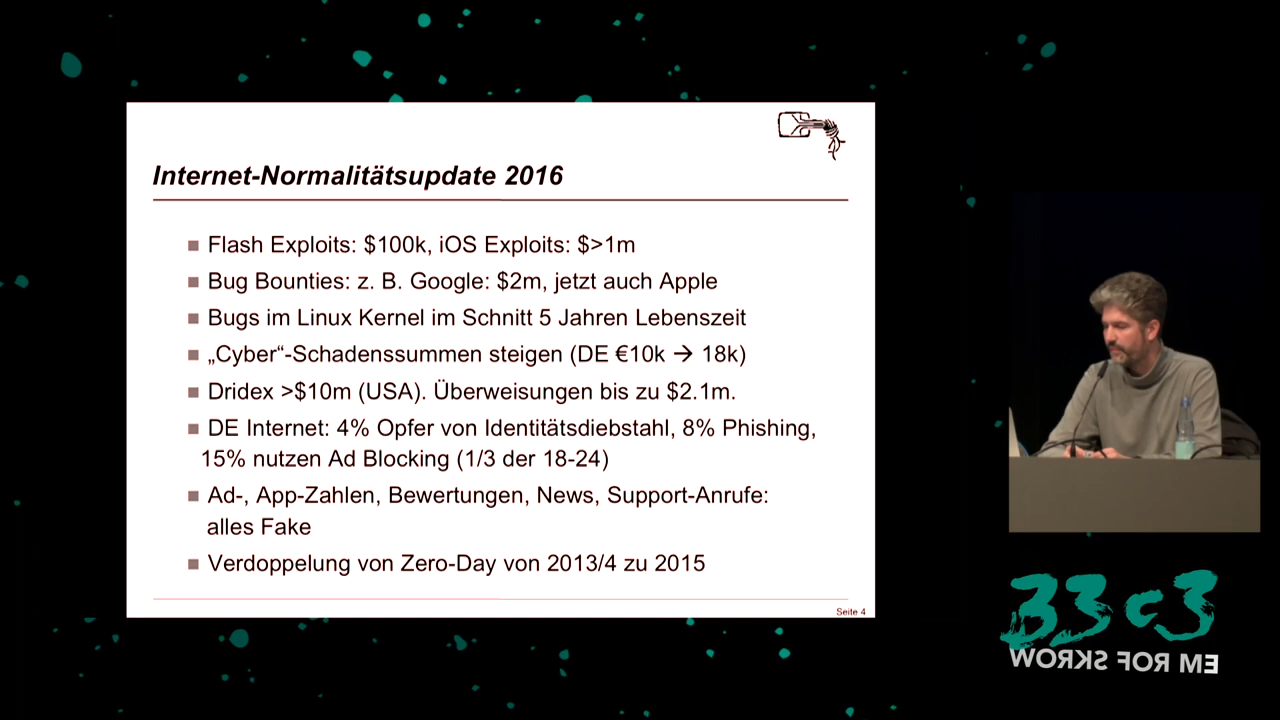 Internet-Normalitätsupdate 2016
Flash Exploits: $100k, iOS Exploits: $>1m
Bug Bounties: z. B. Google: $2m, jetzt auch Apple
Bugs im Linux Kernel im Schnitt 5 Jahren Lebenszeit
„Cyber“-Schadenssummen steigen (DE €10k → 18k)
Dridex >$10m (USA). Überweisungen bis zu $2.1m.
DE Internet: 4% Opfer von Identitätsdiebstahl, 8% Phishing,
15% nutzen Ad Blocking (1/3 der 18-24)
Ad-, App-Zahlen, Bewertungen, News, Support-Anrufe:
alles Fake
Verdoppelung von Zero-Day von 2013/4 zu 2015
Seite 4
33c3
WORKS FOR ME